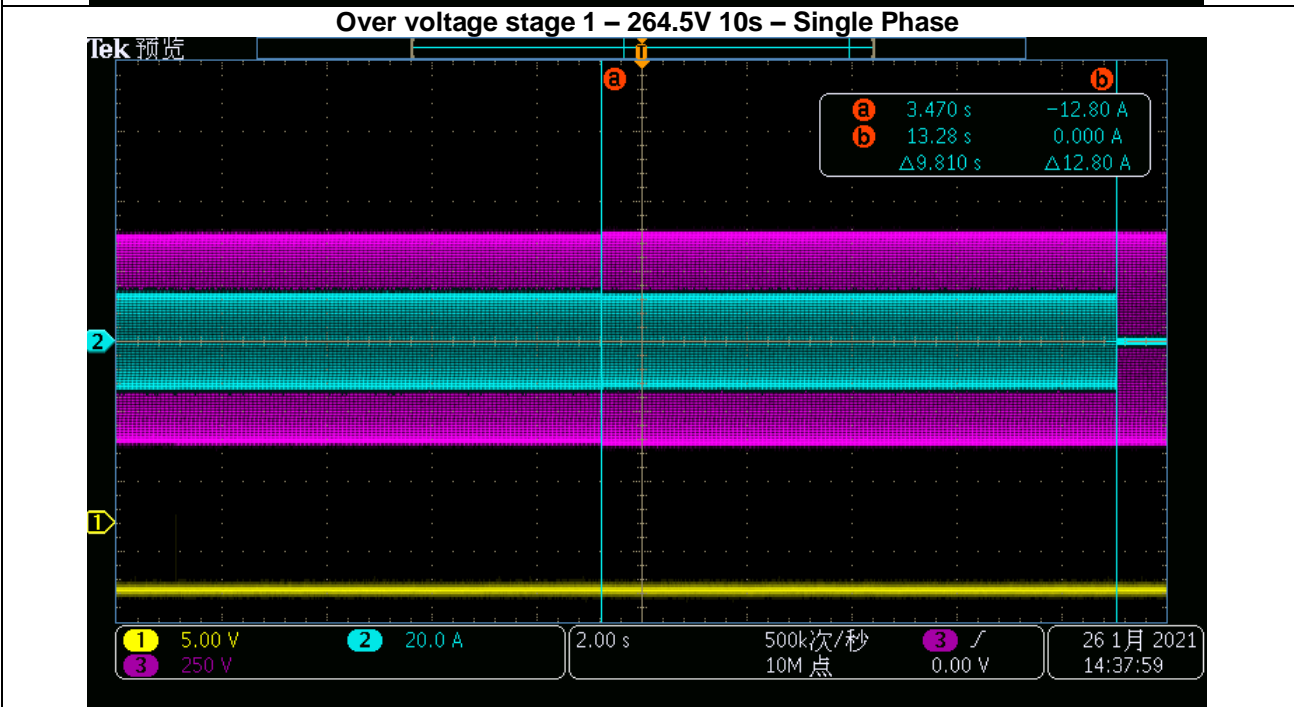 Over voltage stage 1 – 264.5V 10s – Single Phase
Tek 预览
T
a b
a 3.470 s −12.80 A
b 13.28 s 0.000 A
△9.810 s △12.80 A
2
1
1 5.00 V 2 20.0 A 2.00 s 500k次/秒 3 ∫ 26 1月 2021
3 250 V 10M 点 0.00 V 14:37:59